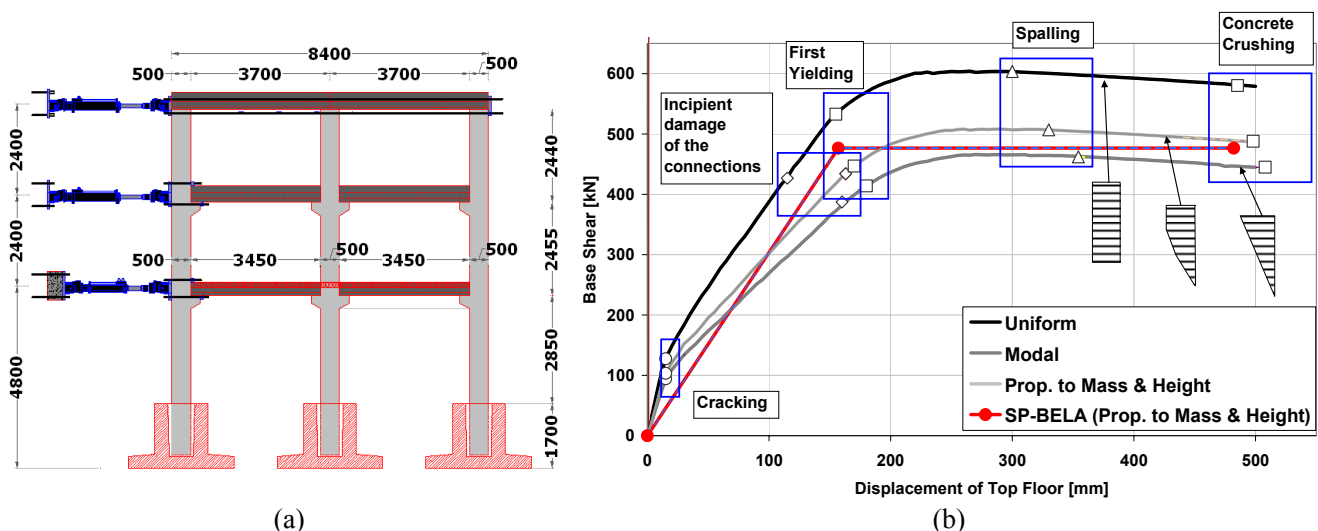 8400
500
3700
3700
500
2400
2400
4800
2440
2455
2850
1700
500
3450
500
3450
500
(a)
Base Shear [kN]
600
500
400
300
200
100
0
0
100
200
300
400
500
Displacement of Top Floor [mm]
Incipient
damage
of the
connections
First
Yielding
Spalling
Concrete
Crushing
Cracking
Uniform
Modal
Prop. to Mass & Height
SP-BELA (Prop. to Mass & Height)
(b)